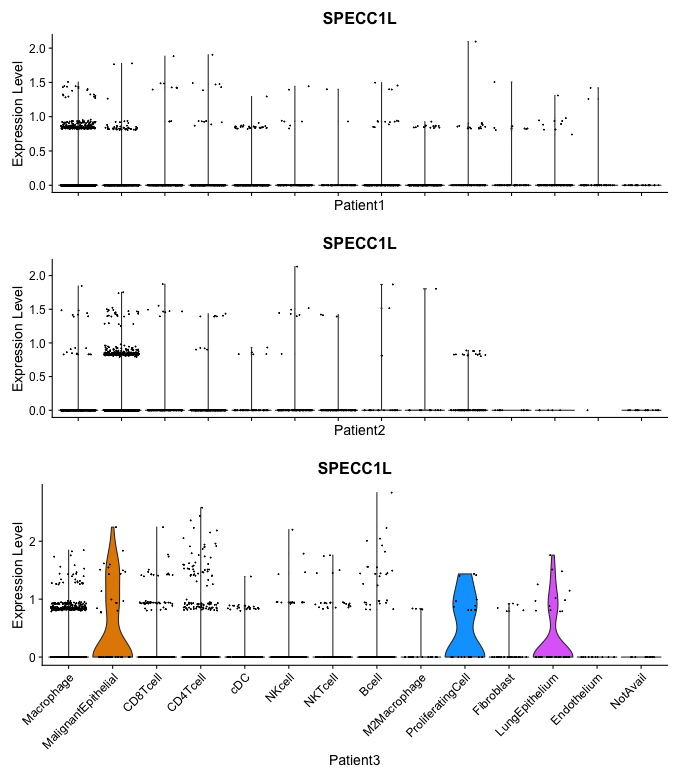 SPECC1L
Expression Level
2.0
1.5
1.0
0.5
0.0
Patient1
SPECC1L
Expression Level
2.0
1.5
1.0
0.5
0.0
Patient2
SPECC1L
Expression Level
2
1
0
Macrophage
MalignantEpithelial
CD8Tcell
CD4Tcell
cDC
NKcell
NKTcell
Bcell
M2Macrophage
ProliferatingCell
Fibroblast
LungEpithelium
Endothelium
NotAvail
Patient3